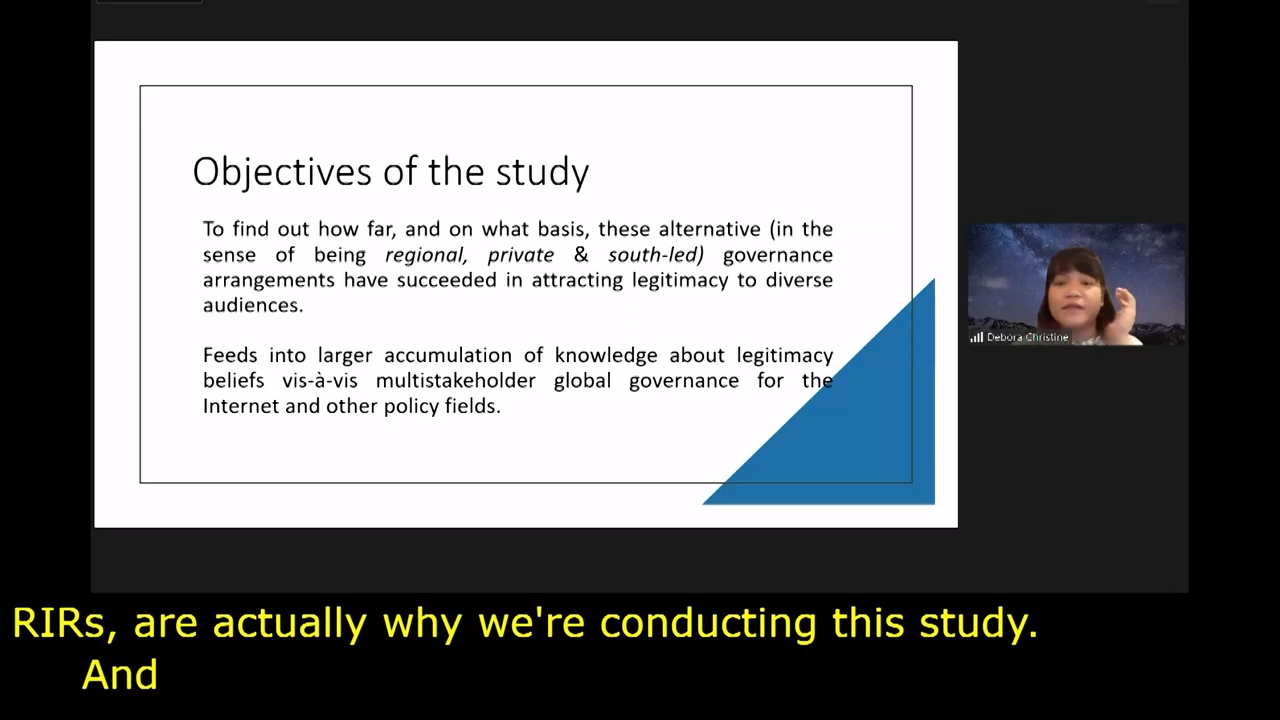 Objectives of the study
To find out how far, and on what basis, these alternative (in the
sense of being regional, private & south-led) governance
arrangements have succeeded in attracting legitimacy to diverse
audiences.
Feeds into larger accumulation of knowledge about legitimacy
beliefs vis-à-vis multistakeholder global governance for the
Internet and other policy fields.
Debora Christine
RIRs, are actually why we're conducting this study.
And